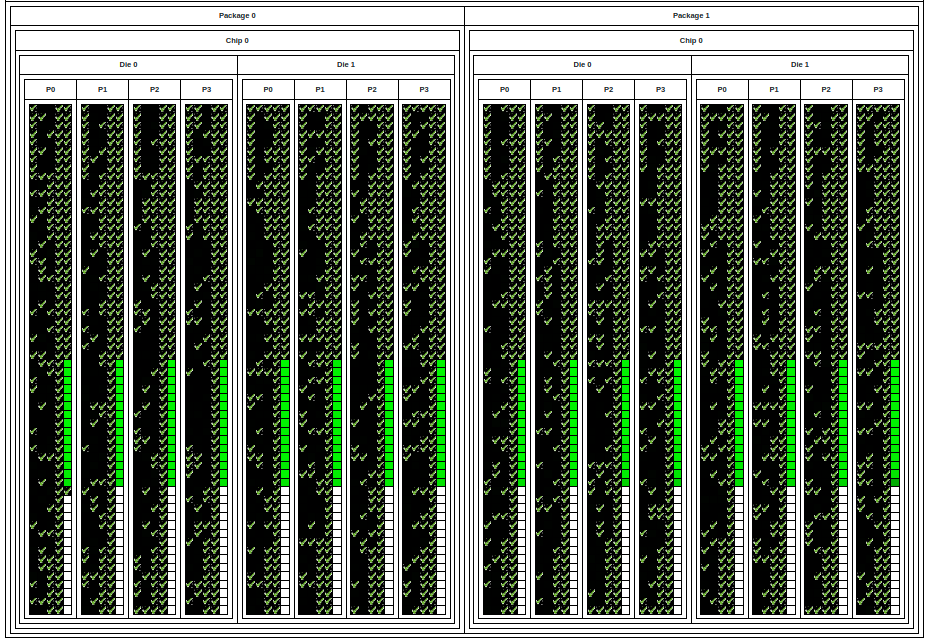 Package 0 Package 1
Chip 0 Chip 0
Die 0 Die 1 Die 0 Die 1
P0 P1 P2 P3 P0 P1 P2 P3 P0 P1 P2 P3 P0 P1 P2 P3